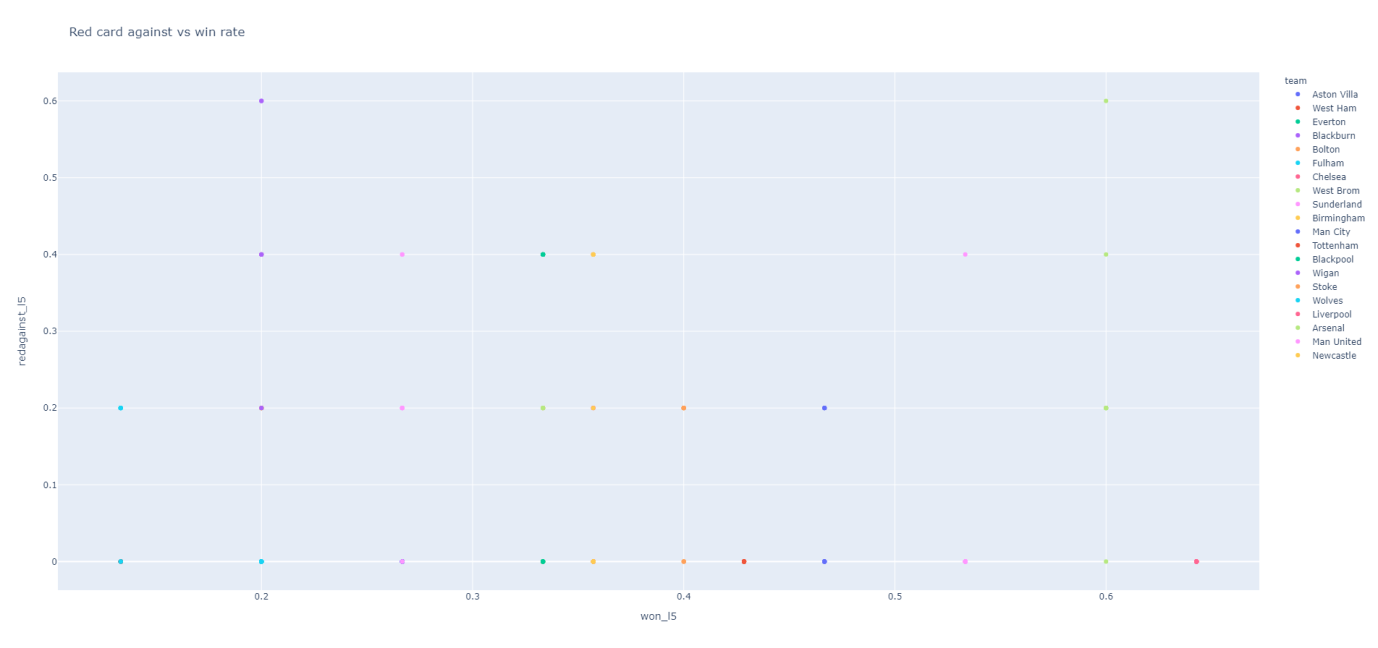 Red card against vs win rate
0.6
0.5
0.4
0.3
0.2
0.1
0
redagainst_l5
0.2
0.3
0.4
0.5
0.6
won_l5
team
Aston Villa
West Ham
Everton
Blackburn
Bolton
Fulham
Chelsea
West Brom
Sunderland
Birmingham
Man City
Tottenham
Blackpool
Wigan
Stoke
Wolves
Liverpool
Arsenal
Man United
Newcastle